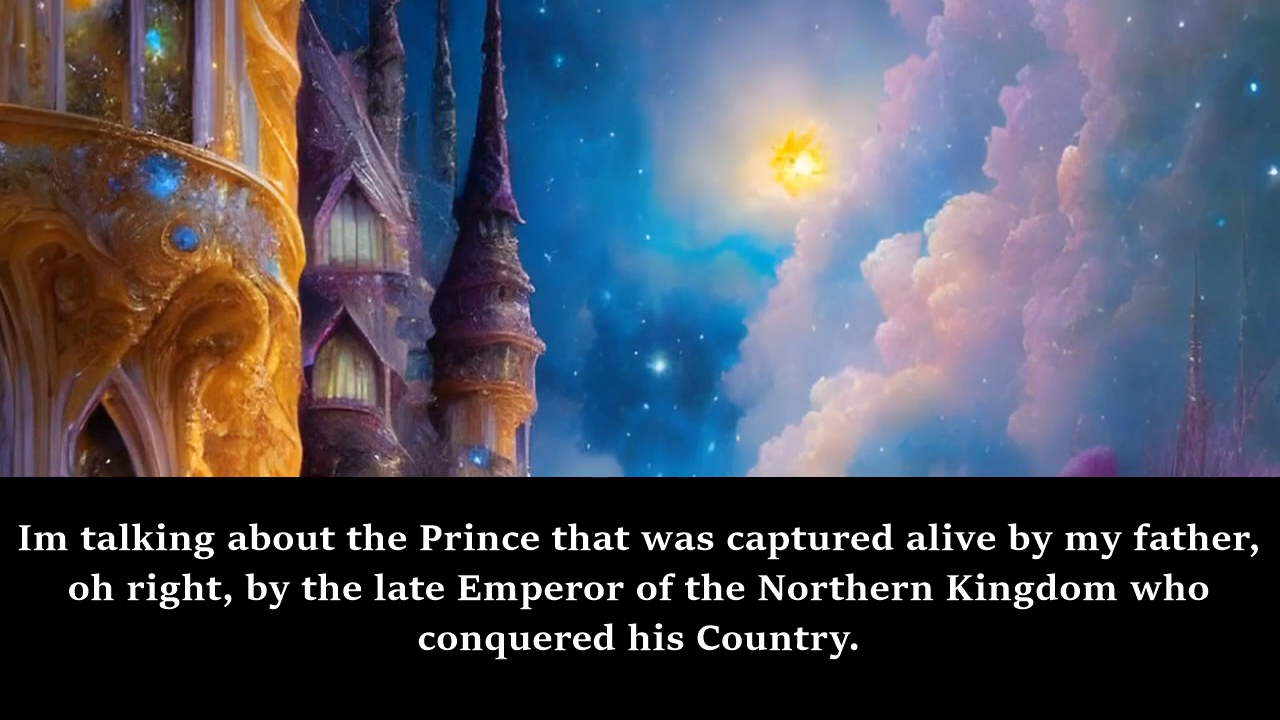 Im talking about the Prince that was captured alive by my father,
oh right, by the late Emperor of the Northern Kingdom who
conquered his Country.